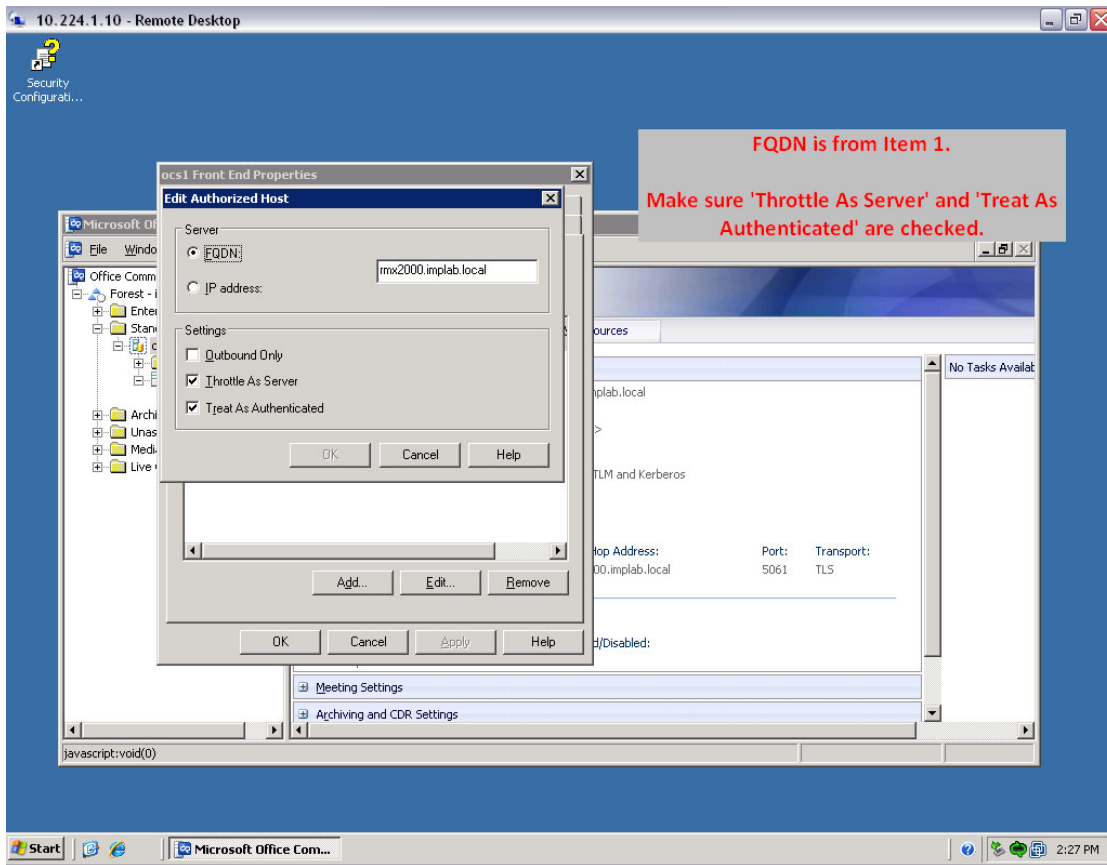 10.224.1.10 - Remote Desktop
Security
Configurati...
FQDN is from Item 1.
Make sure 'Throttle As Server' and 'Treat As
Authenticated' are checked.
ocs1 Front End Properties
Edit Authorized Host
Server
FQDN:
rmx2000.implab.local
IP address:
Settings
Outbound Only
Throttle As Server
Treat As Authenticated
OK
Cancel
Help
Add...
Edit...
Remove
OK
Cancel
Apply
Help
Microsoft Of
File
Windo
Office Comm
Forest - i
Enter
Stan
Archi
Unas
Medi
Live
ources
No Tasks Availab
nplab.local
>
TLM and Kerberos
Hop Address:
Port:
Transport:
00.implab.local
5061
TLS
d/Disabled:
Meeting Settings
Archiving and CDR Settings
javascript:void(0)
Start
Microsoft Office Com...
2:27 PM